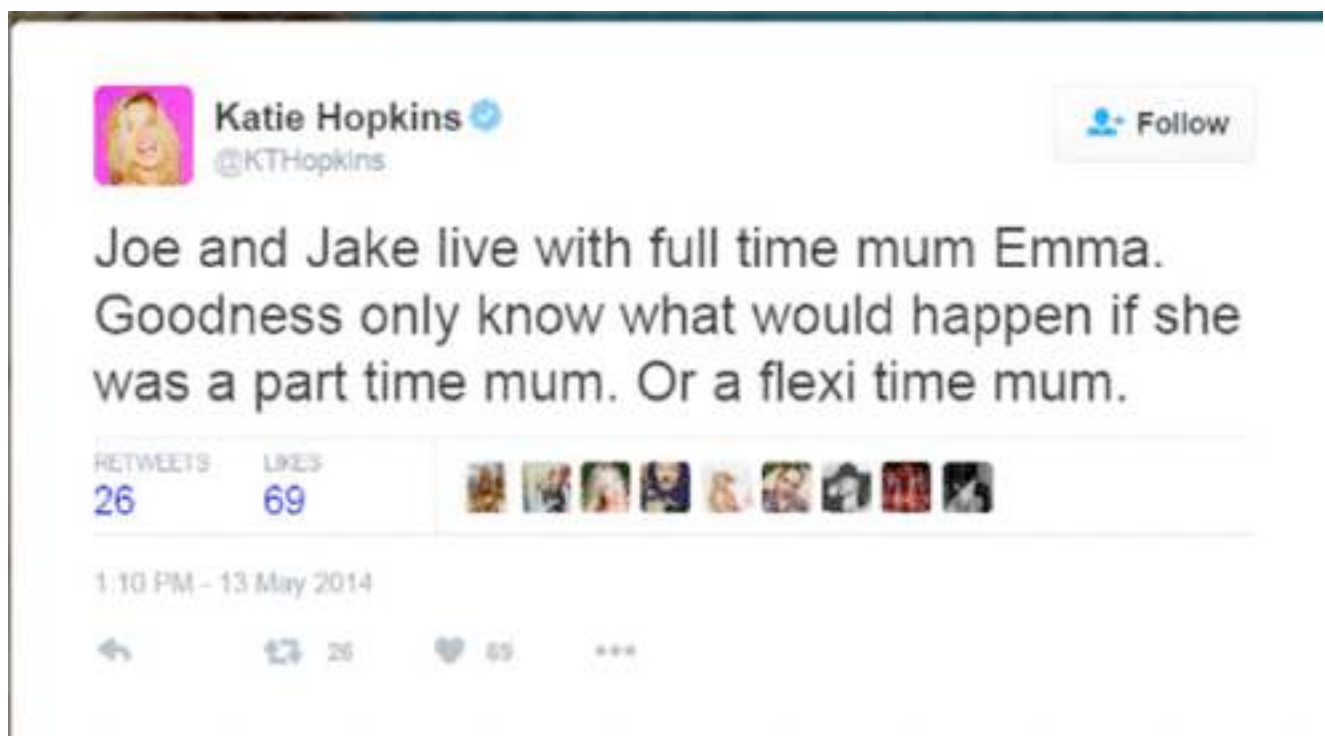 Katie Hopkins
@KTHopkins
Follow
Joe and Jake live with full time mum Emma.
Goodness only know what would happen if she
was a part time mum. Or a flexi time mum.
RETWEETS LIKES
26 69
1:10 PM - 13 May 2014
26 69